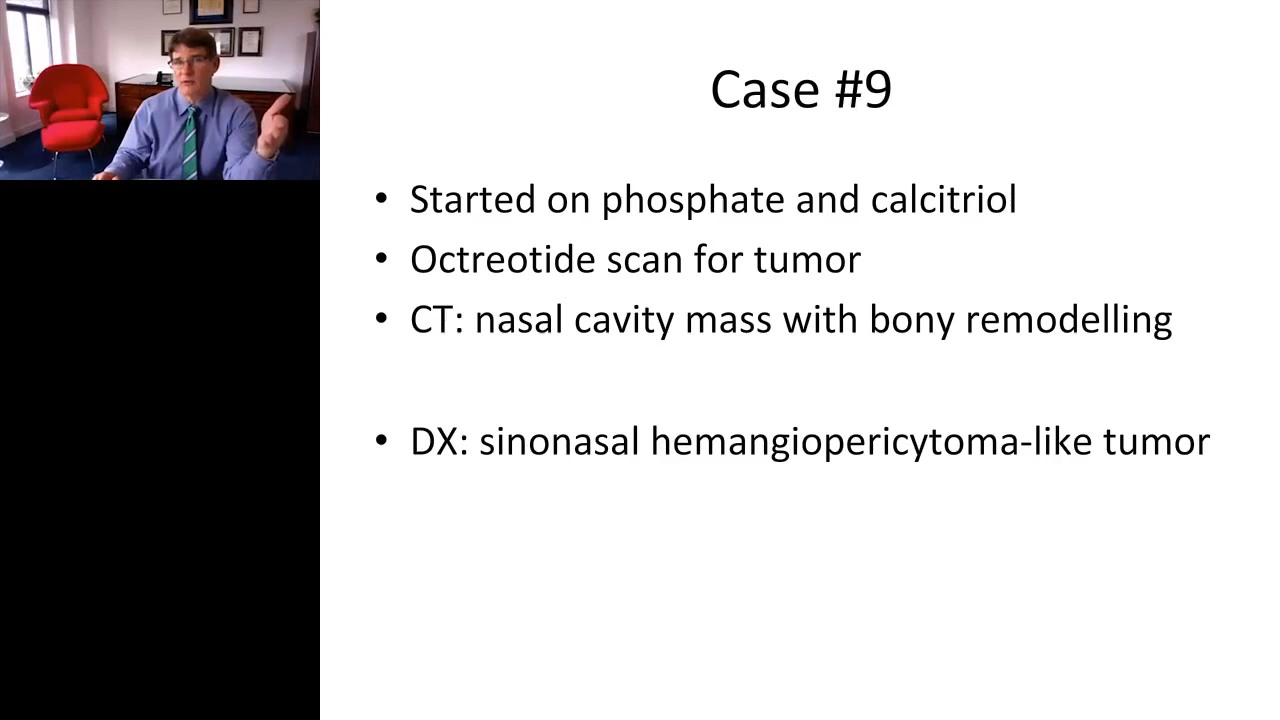 Case #9
• Started on phosphate and calcitriol
• Octreotide scan for tumor
• CT: nasal cavity mass with bony remodelling
• DX: sinonasal hemangiopericytoma-like tumor